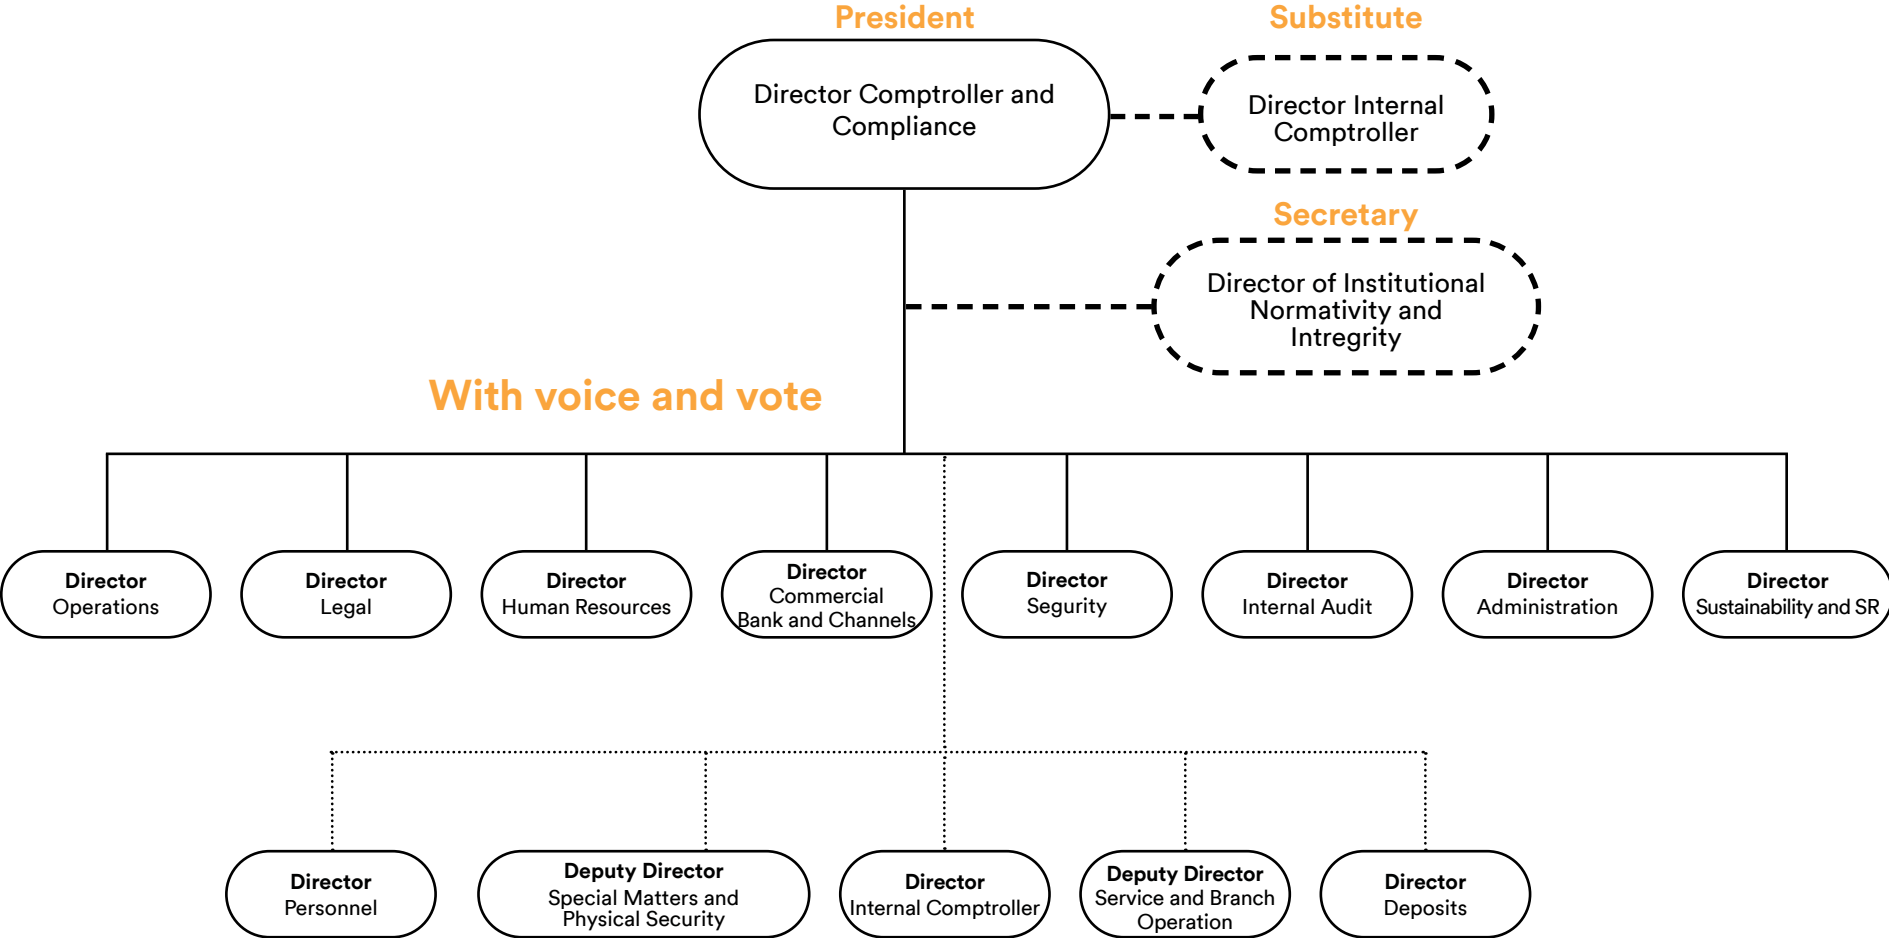 President
Substitute
Director Comptroller and
Compliance
Director Internal
Comptroller
Secretary
Director of Institutional
Normativity and
Intregrity
With voice and vote
Director
Operations
Director
Legal
Director
Human Resources
Director
Commercial
Bank and Channels
Director
Segurity
Director
Internal Audit
Director
Administration
Director
Sustainability and SR
Director
Personnel
Deputy Director
Special Matters and
Physical Security
Director
Internal Comptroller
Deputy Director
Service and Branch
Operation
Director
Deposits